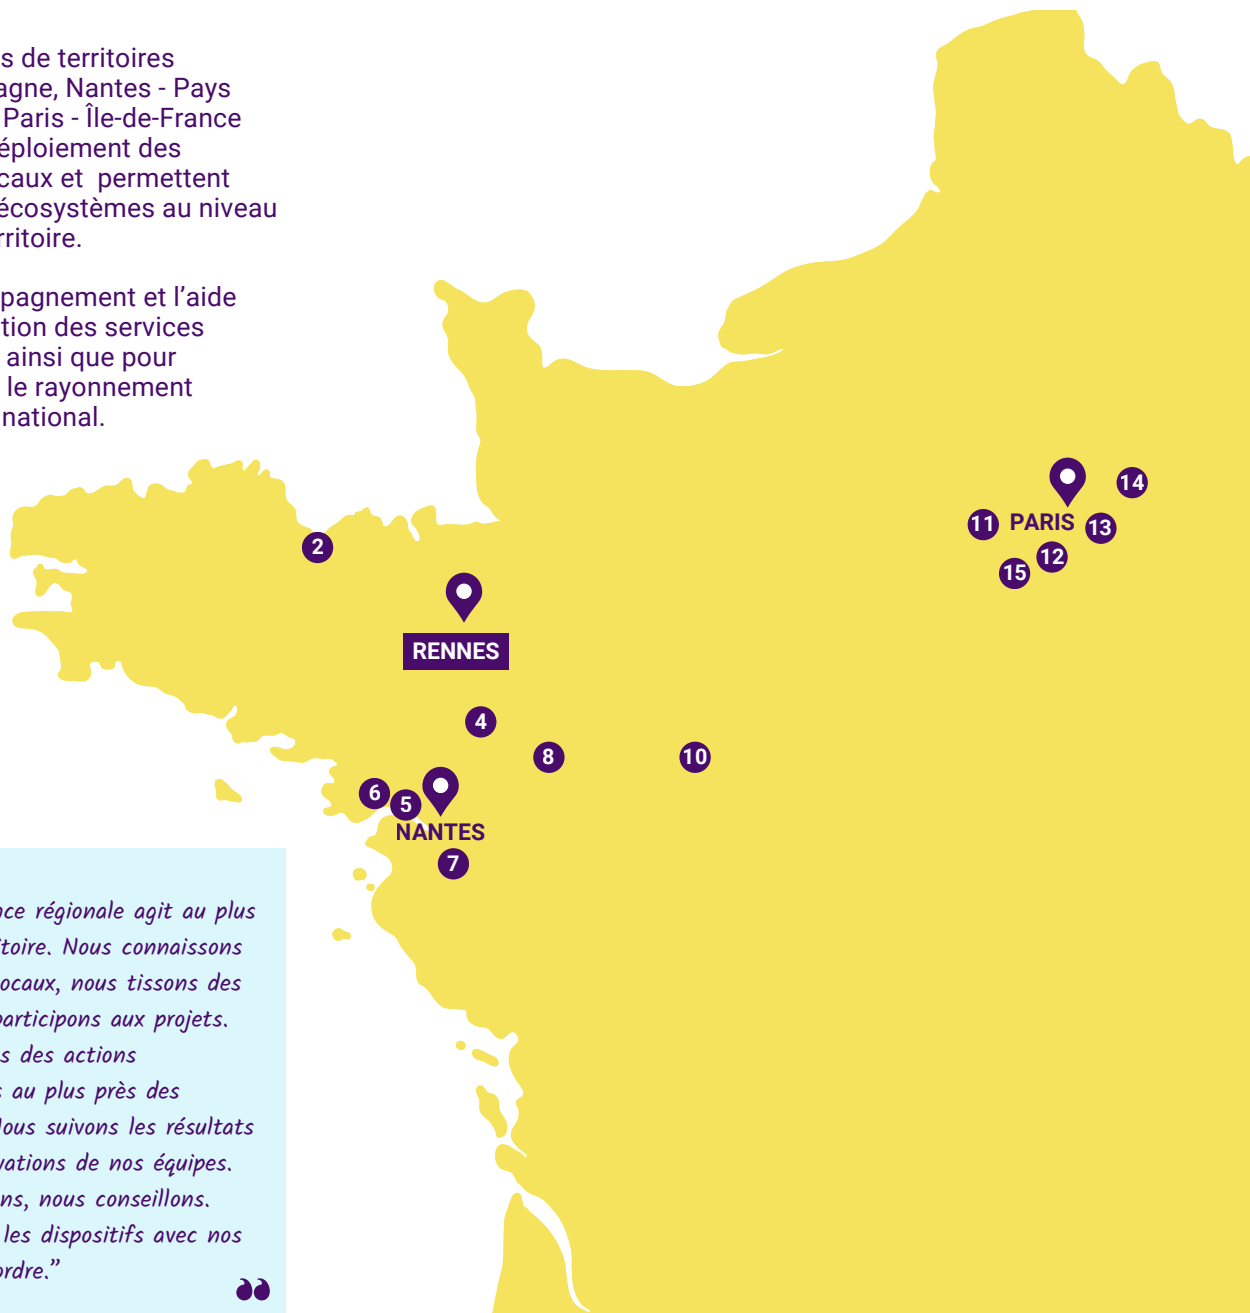 s de territoires
agne, Nantes - Pays
Paris - Île-de-France
éploiement des
caux et permettent
écosystèmes au niveau
rritoire.
pagnement et l’aide
tion des services
ainsi que pour
le rayonnement
national.
14
11 PARIS 13
12
15
2
RENNES
4
8
10
6
5
NANTES
7
nce régionale agit au plus
itoire. Nous connaissons
ocaux, nous tissons des
participons aux projets.
s des actions
s au plus près des
Nous suivons les résultats
vations de nos équipes.
ns, nous conseillons.
les dispositifs avec nos
ordre.”